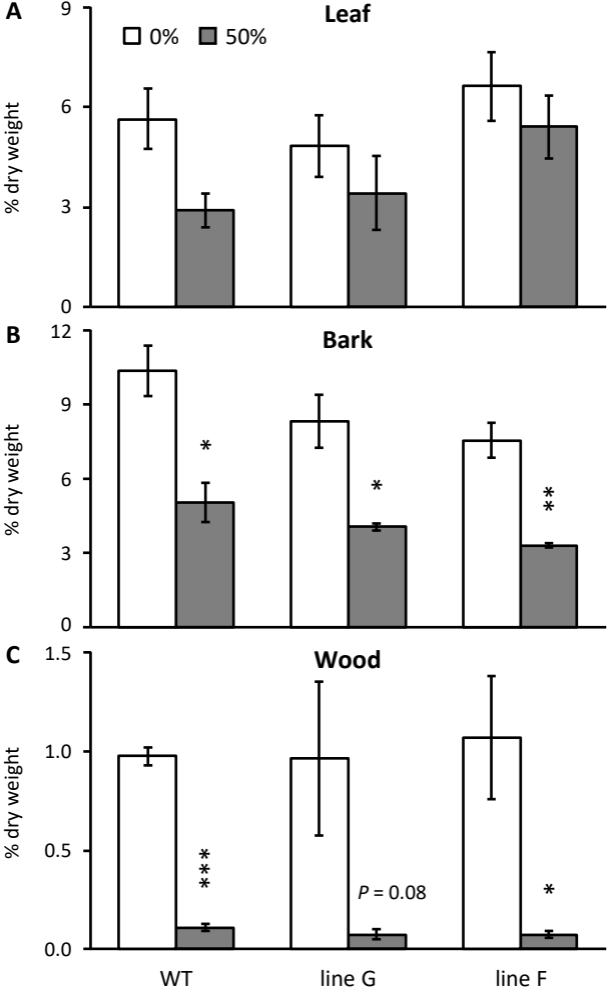 A
Leaf
0% 50%
9
6
3
0
% dry weight
B
Bark
12
9
6
3
0
% dry weight
*
*
**
C
Wood
1.5
1.0
0.5
0.0
% dry weight
***
P = 0.08
*
WT line G line F